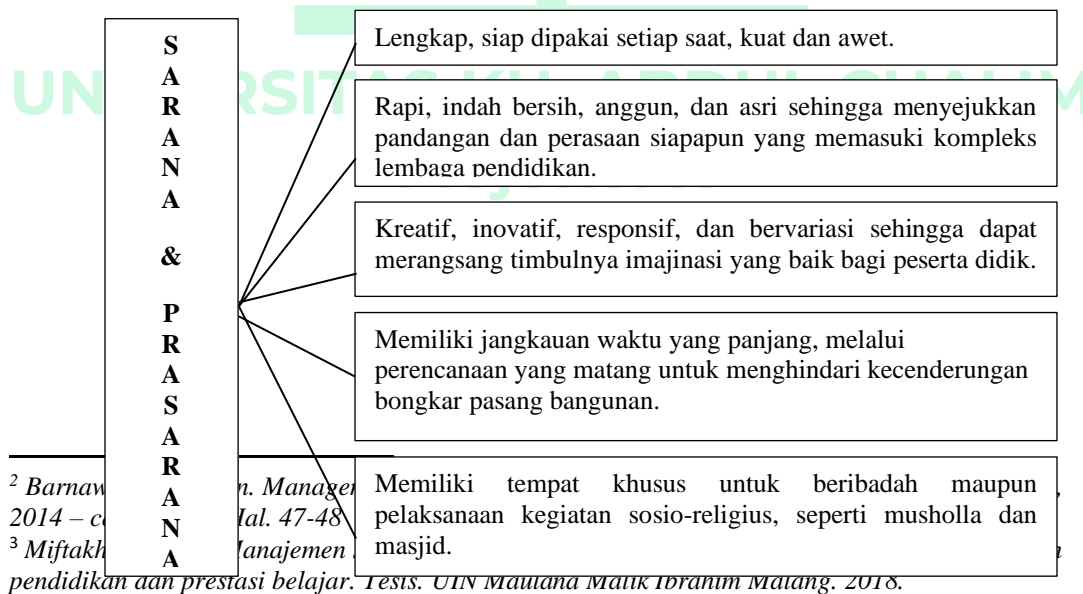 SARANA & PRASARANA
Lengkap, siap dipakai setiap saat, kuat dan awet.
Rapi, indah bersih, anggun, dan asri sehingga menyejukkan
pandangan dan perasaan siapapun yang memasuki kompleks
lembaga pendidikan.
Kreatif, inovatif, responsif, dan bervariasi sehingga dapat
merangsang timbulnya imajinasi yang baik bagi peserta didik.
Memiliki jangkauan waktu yang panjang, melalui
perencanaan yang matang untuk menghindari kecenderungan
bongkar pasang bangunan.
Memiliki tempat khusus untuk beribadah maupun
pelaksanaan kegiatan sosio-religius, seperti musholla dan
masjid.
2 n.
2014 – Hal. 47-48
3
pendidikan dan prestasi belajar. Tesis. UIN Maulana Malik Ibrahim Malang. 2018.